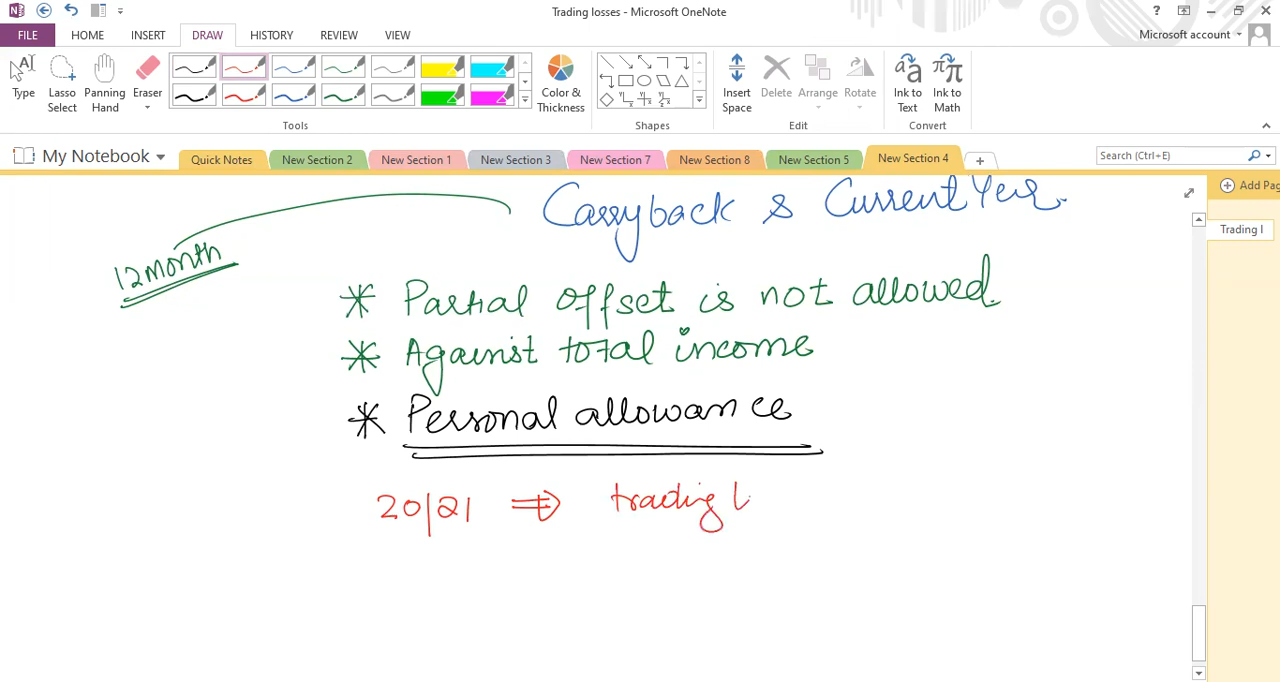 Trading losses - Microsoft OneNote
FILE HOME INSERT DRAW HISTORY REVIEW VIEW
Microsoft account
Type
Lasso Select
Panning Hand
Eraser
Color & Thickness
Insert Space
Delete
Arrange
Rotate
Ink to Text
Ink to Math
Tools
Shapes
Edit
Convert
My Notebook
Quick Notes New Section 2 New Section 1 New Section 3 New Section 7 New Section 8 New Section 5 New Section 4
Search (Ctrl+E)
Add Pag
Trading l
Carryback & Current Year.
12 month
* Partial offset is not allowed.
* Against total income
* Personal allowance
20/21 ⇒ trading l